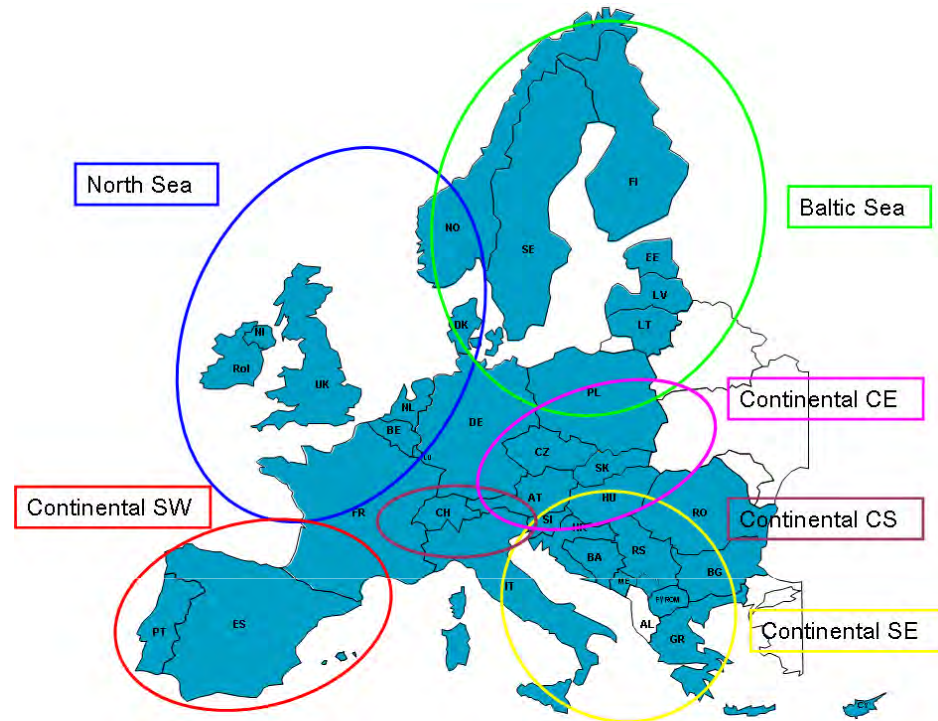 North Sea
Baltic Sea
FI
NO
SE
EE
LV
LT
DK
NI
RoI
UK
NL
BE
LU
DE
PL
Continental CE
CZ
SK
AT
HU
Continental SW
FR
CH
SI
HR
RO
Continental CS
BA
RS
ME
BG
IT
FYROM
AL
GR
PT
ES
Continental SE
CY